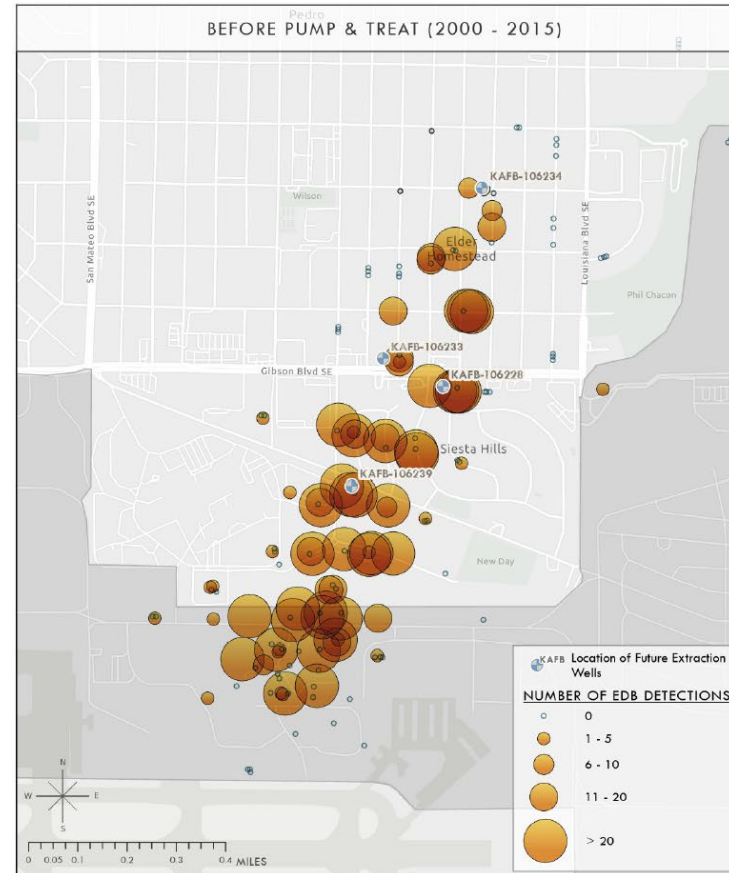 Pedro
BEFORE PUMP & TREAT (2000 - 2015)
KAFB-106234
Wilson
San Mateo Blvd SE
Louisiana Blvd SE
Elder
Homestead
Phil Chacon
KAFB-106233
Gibson Blvd SE
KAFB-106228
Siesta Hills
KAFB-106239
New Day
KAFB Location of Future Extraction
Wells
NUMBER OF EDB DETECTIONS
0
1 - 5
6 - 10
11 - 20
> 20
N
W E
S
0 0.05 0.1 0.2 0.3 0.4 MILES